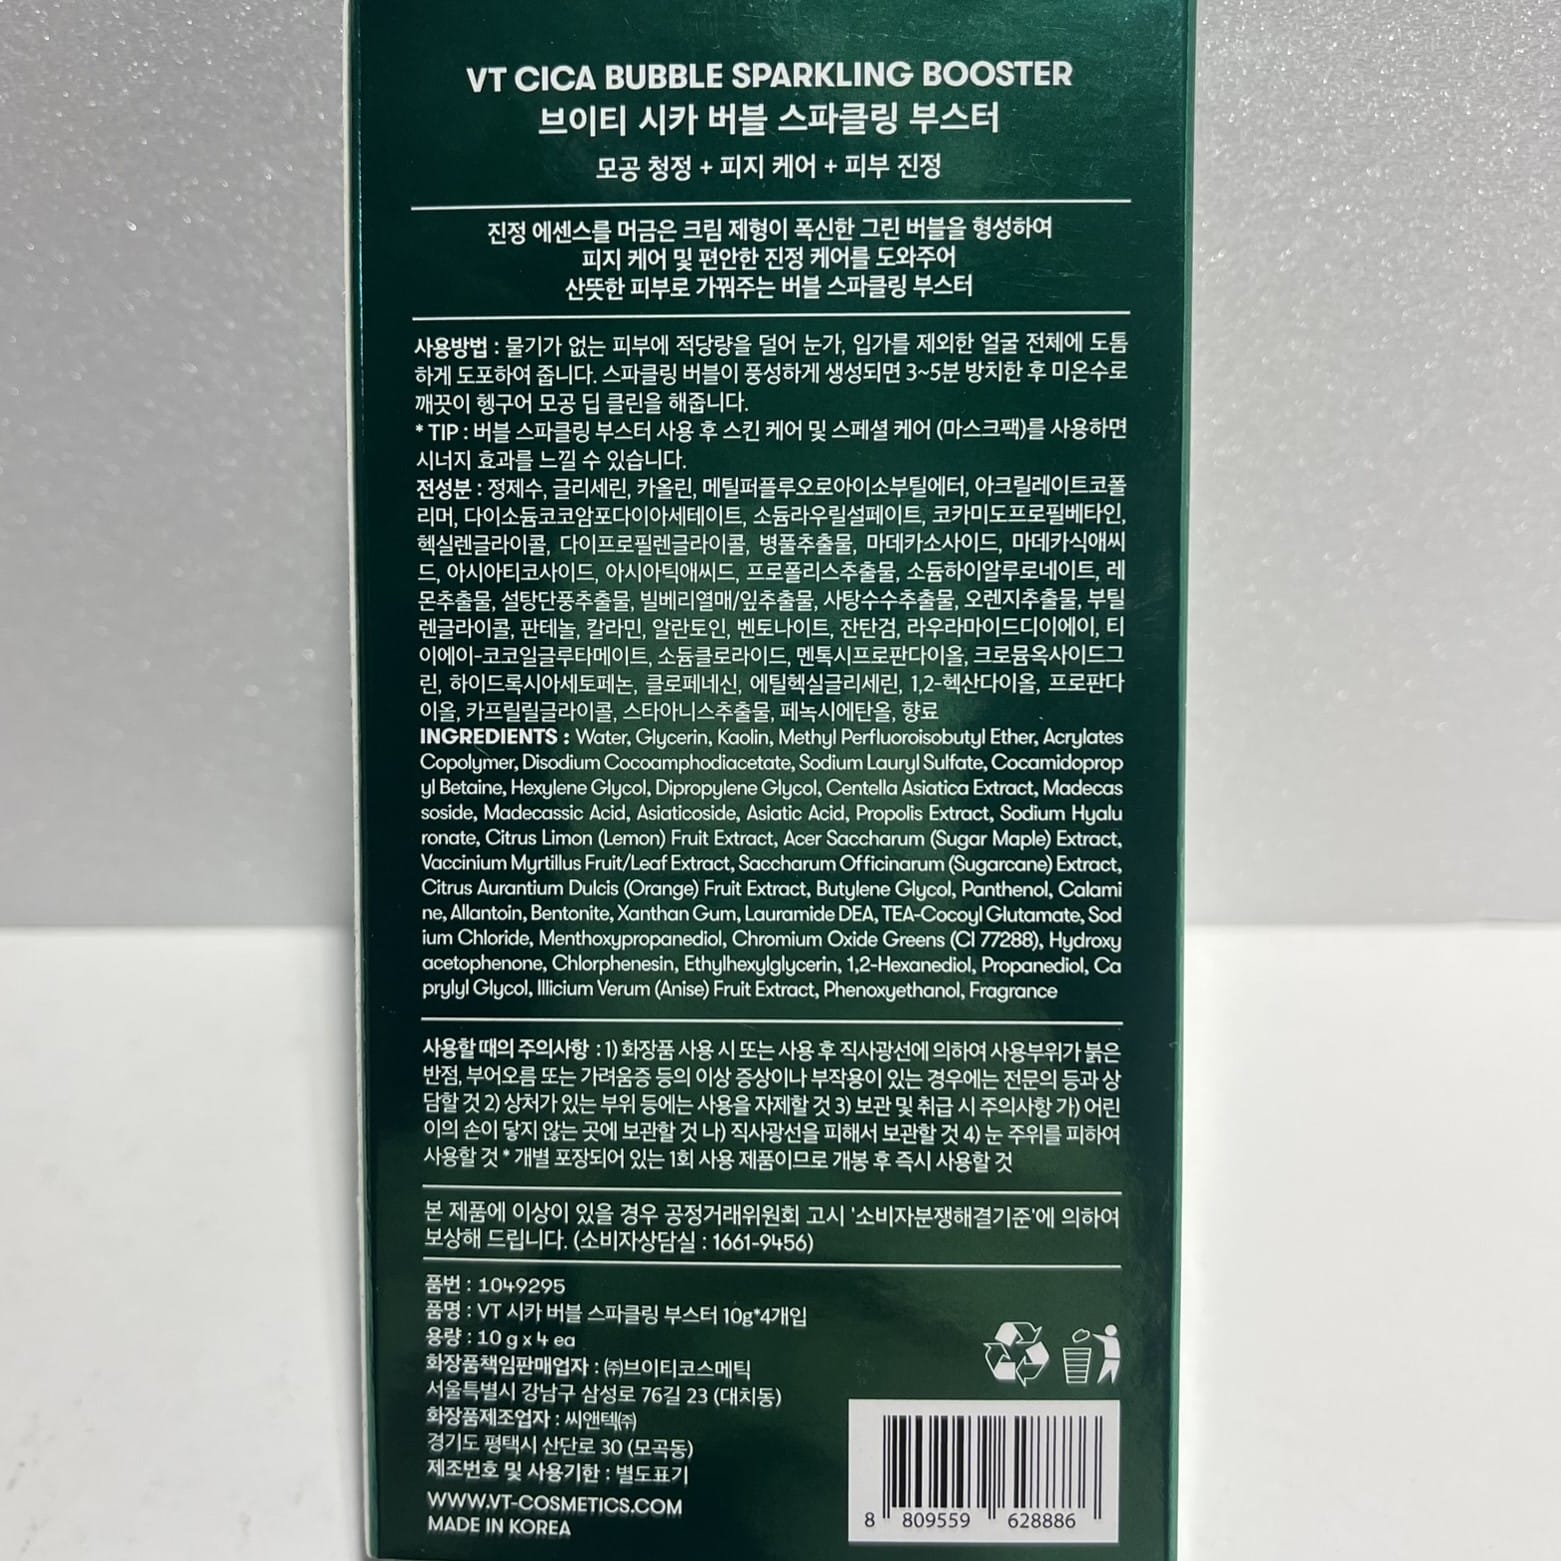 VT CICA BUBBLE SPARKLING BOOSTER
브이티 시카 버블 스파클링 부스터
모공 청정 + 피지 케어 + 피부 진정
진정 에센스를 머금은 크림 제형이 폭신한 그린 버블을 형성하여
피지 케어 및 편안한 진정 케어를 도와주어
산뜻한 피부로 가꿔주는 버블 스파클링 부스터
사용방법 : 물기가 없는 피부에 적당량을 덜어 눈가, 입가를 제외한 얼굴 전체에 도톰
하게 도포하여 줍니다. 스파클링 버블이 풍성하게 생성되면 3~5분 방치한 후 미온수로
깨끗이 헹구어 모공 딥 클린을 해줍니다.
* TIP : 버블 스파클링 부스터 사용 후 스킨 케어 및 스페셜 케어 (마스크팩)를 사용하면
시너지 효과를 느낄 수 있습니다.
전성분 : 정제수, 글리세린, 카올린, 메틸퍼플루오로아이소부틸에터, 아크릴레이트코폴
리머, 다이소듐코코암포다이아세테이트, 소듐라우릴설페이트, 코카미도프로필베타인,
헥실렌글라이콜, 다이프로필렌글라이콜, 병풀추출물, 마데카소사이드, 마데카식애씨
드, 아시아티코사이드, 아시아틱애씨드, 프로폴리스추출물, 소듐하이알루로네이트, 레
몬추출물, 설탕단풍추출물, 빌베리열매/잎추출물, 사탕수수추출물, 오렌지추출물, 부틸
렌글라이콜, 판테놀, 칼라민, 알란토인, 벤토나이트, 잔탄검, 라우라마이드디이에이, 티
이에이-코코일글루타메이트, 소듐클로라이드, 멘톡시프로판다이올, 크로뮴옥사이드그
린, 하이드록시아세토페논, 클로페네신, 에틸헥실글리세린, 1,2-헥산다이올, 프로판다
이올, 카프릴릴글라이콜, 스타아니스추출물, 페녹시에탄올, 향료
INGREDIENTS : Water, Glycerin, Kaolin, Methyl Perfluoroisobutyl Ether, Acrylates
Copolymer, Disodium Cocoamphodiacetate, Sodium Lauryl Sulfate, Cocamidoprop
yl Betaine, Hexylene Glycol, Dipropylene Glycol, Centella Asiatica Extract, Madecas
soside, Madecassic Acid, Asiaticoside, Asiatic Acid, Propolis Extract, Sodium Hyalu
ronate, Citrus Limon (Lemon) Fruit Extract, Acer Saccharum (Sugar Maple) Extract,
Vaccinium Myrtillus Fruit/Leaf Extract, Saccharum Officinarum (Sugarcane) Extract,
Citrus Aurantium Dulcis (Orange) Fruit Extract, Butylene Glycol, Panthenol, Calami
ne, Allantoin, Bentonite, Xanthan Gum, Lauramide DEA, TEA-Cocoyl Glutamate, Sod
ium Chloride, Menthoxypropanediol, Chromium Oxide Greens (CI 77288), Hydroxy
acetophenone, Chlorphenesin, Ethylhexylglycerin, 1,2-Hexanediol, Propanediol, Ca
prylyl Glycol, Illicium Verum (Anise) Fruit Extract, Phenoxyethanol, Fragrance
사용할 때의 주의사항 : 1) 화장품 사용 시 또는 사용 후 직사광선에 의하여 사용부위가 붉은
반점, 부어오름 또는 가려움증 등의 이상 증상이나 부작용이 있는 경우에는 전문의 등과 상
담할 것 2) 상처가 있는 부위 등에는 사용을 자제할 것 3) 보관 및 취급 시 주의사항 가) 어린
이의 손이 닿지 않는 곳에 보관할 것 나) 직사광선을 피해서 보관할 것 4) 눈 주위를 피하여
사용할 것 * 개별 포장되어 있는 1회 사용 제품이므로 개봉 후 즉시 사용할 것
본 제품에 이상이 있을 경우 공정거래위원회 고시 '소비자분쟁해결기준'에 의하여
보상해 드립니다. (소비자상담실 : 1661-9456)
품번 : 1049295
품명 : VT 시카 버블 스파클링 부스터 10g*4개입
용량 : 10 g x 4 ea
화장품책임판매업자 : ㈜브이티코스메틱
서울특별시 강남구 삼성로 76길 23 (대치동)
화장품제조업자 : 씨앤텍㈜
경기도 평택시 산단로 30 (모곡동)
제조번호 및 사용기한 : 별도표기
WWW.VT-COSMETICS.COM
MADE IN KOREA
8 809559 628886